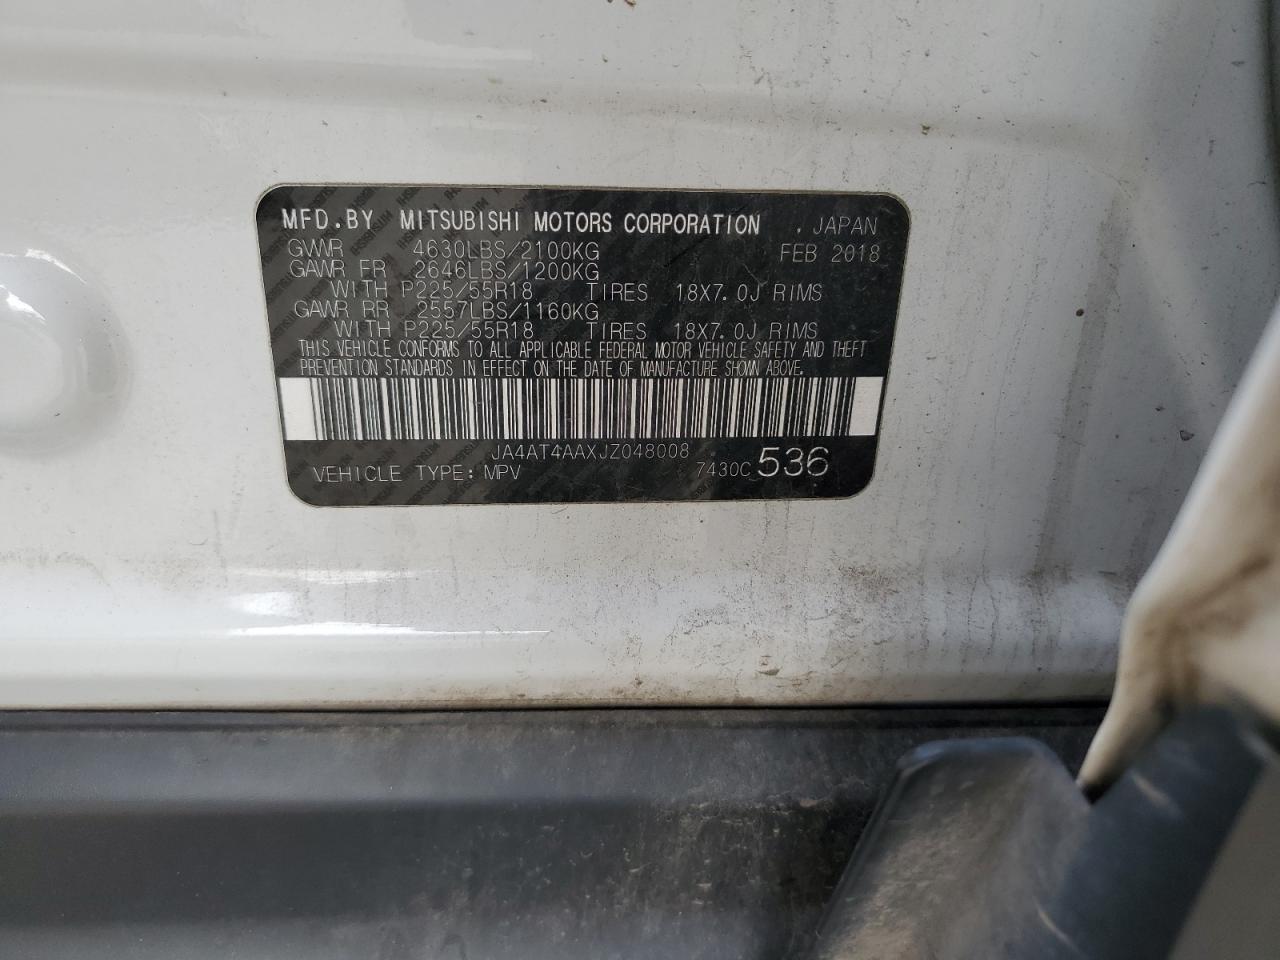 MFD.BY MITSUBISHI MOTORS CORPORATION . JAPAN
GVWR 4630LBS/2100KG FEB 2018
GAWR FR 2646LBS/1200KG
WITH P225/55R18 TIRES 18X7.0J RIMS
GAWR RR 2557LBS/1160KG
WITH P225/55R18 TIRES 18X7.0J RIMS
THIS VEHICLE CONFORMS TO ALL APPLICABLE FEDERAL MOTOR VEHICLE SAFETY AND THEFT
PREVENTION STANDARDS IN EFFECT ON THE DATE OF MANUFACTURE SHOWN ABOVE.
JA4AT4AAXJZ048008
VEHICLE TYPE: MPV 7430C 536